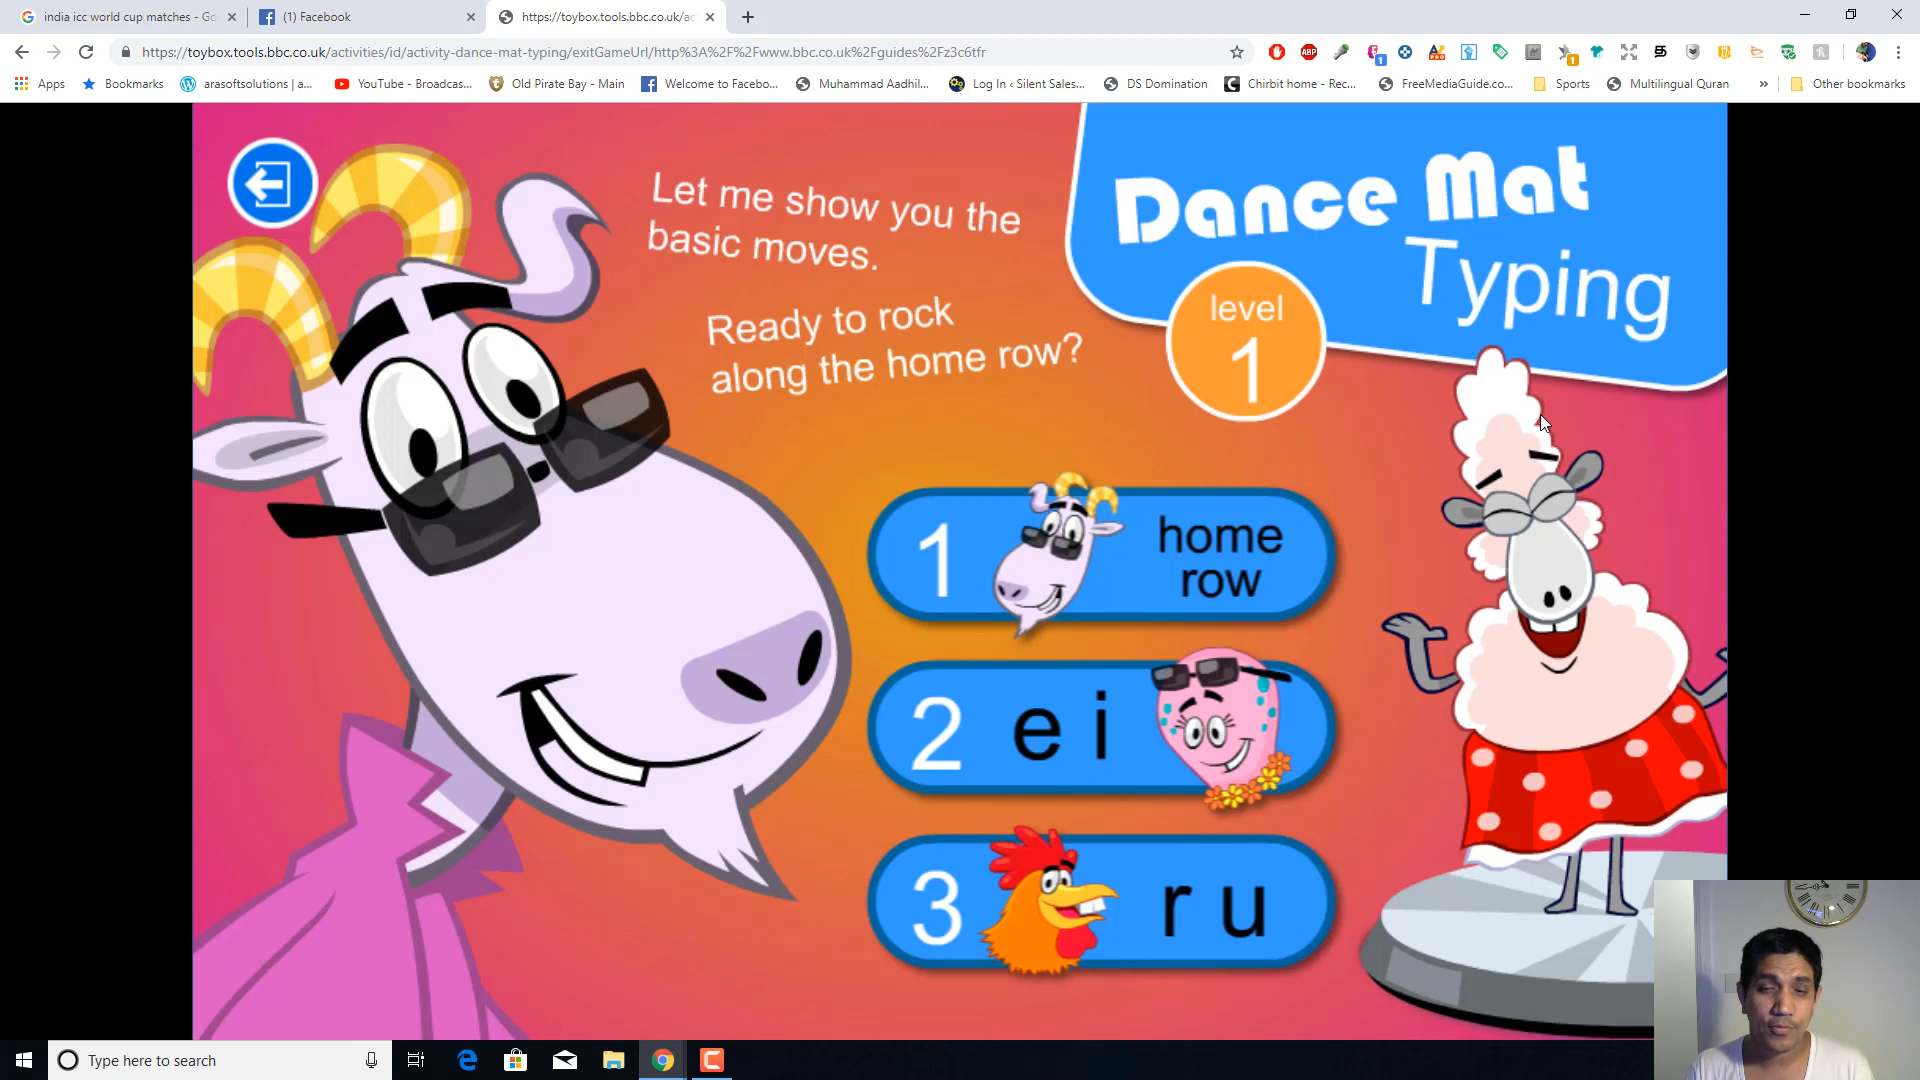 india icc world cup matches - Go
(1) Facebook
https://toybox.tools.bbc.co.uk/ac
https://toybox.tools.bbc.co.uk/activities/id/activity-dance-mat-typing/exitGameUrl/http%3A%2F%2Fwww.bbc.co.uk%2Fguides%2Fz3c6tfr
Apps
Bookmarks
arasoftsolutions | a...
YouTube - Broadcas...
Old Pirate Bay - Main
Welcome to Facebo...
Muhammad Aadhil...
Log In ‹ Silent Sales...
DS Domination
Chirbit home - Rec...
FreeMediaGuide.co...
Sports
Multilingual Quran
»
Other bookmarks
Let me show you the
basic moves.
Ready to rock
along the home row?
Dance Mat
Typing
level
1
1 home
row
2 e i
3 r u
Type here to search